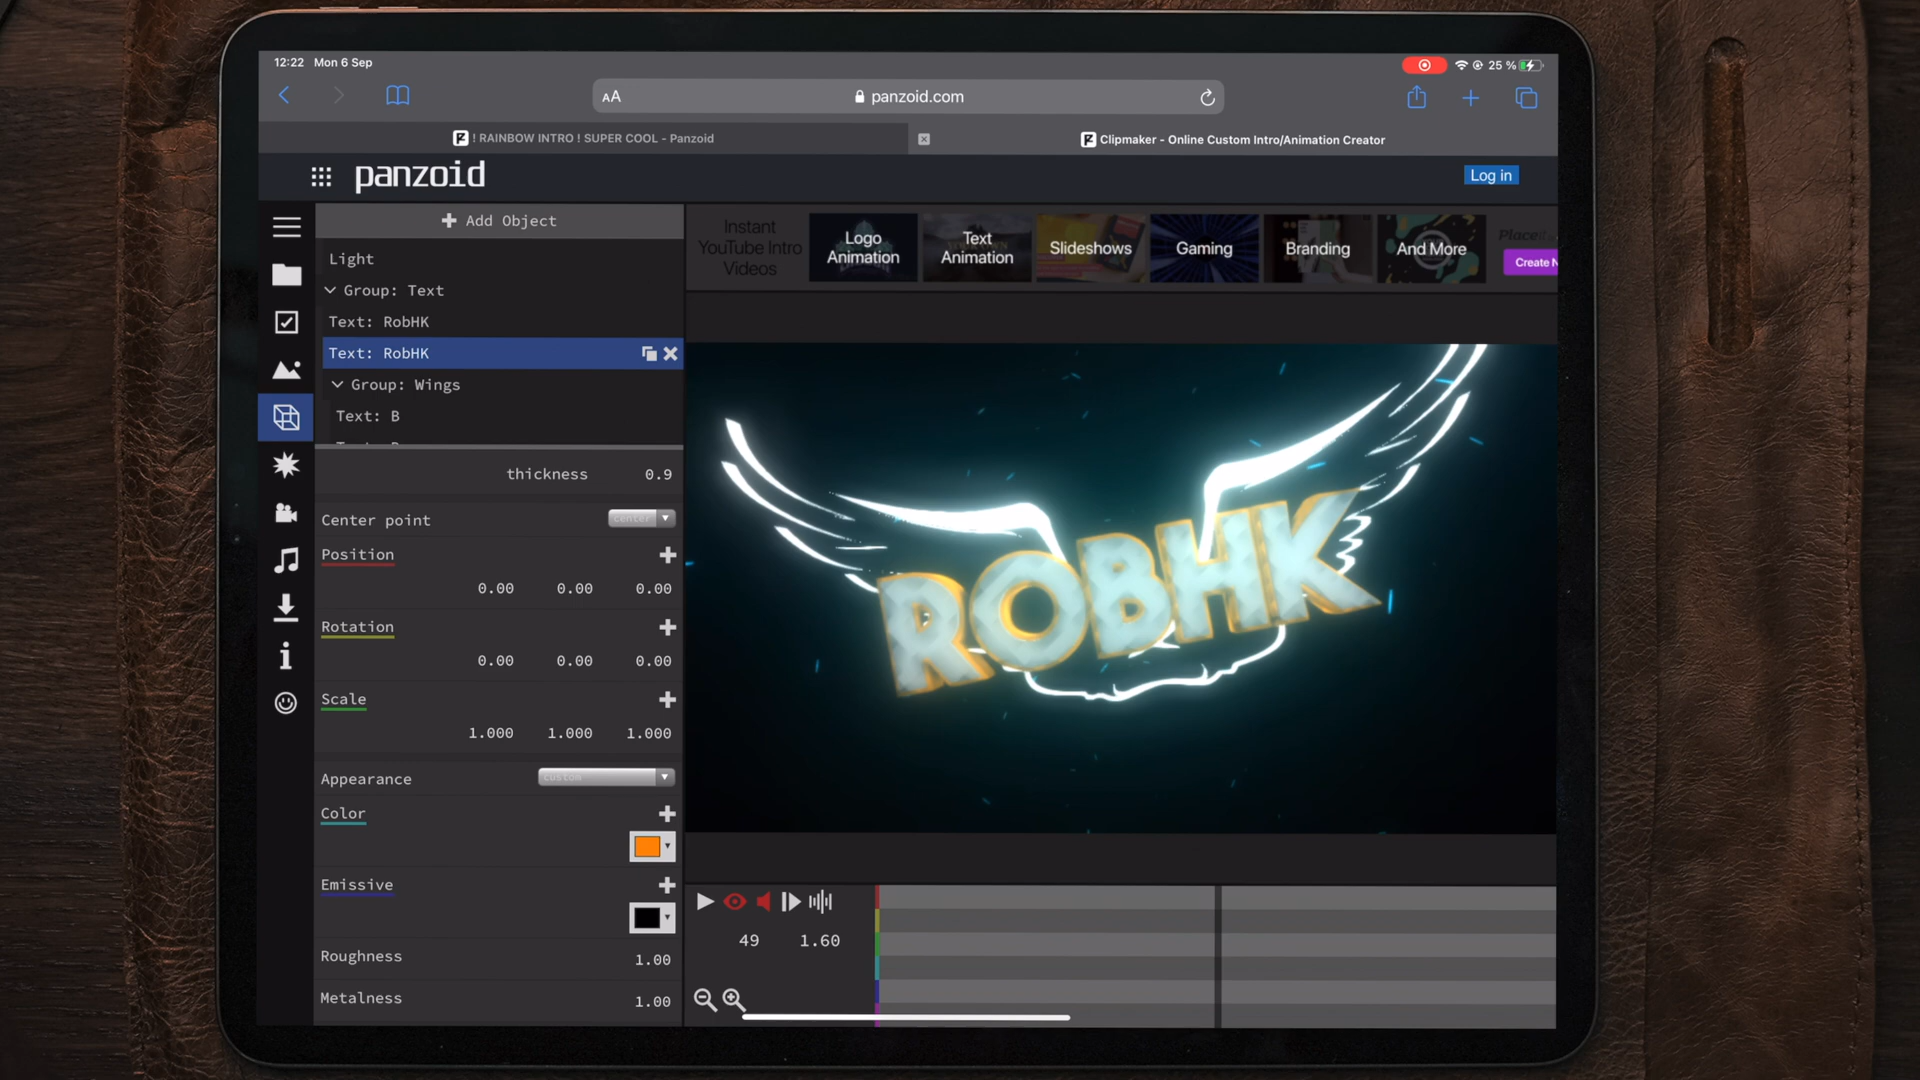 12:22 Mon 6 Sep
25 %
AA
panzoid.com
! RAINBOW INTRO ! SUPER COOL - Panzoid
Clipmaker - Online Custom Intro/Animation Creator
panzoid
Log in
Add Object
Light
Group: Text
Text: RobHK
Text: RobHK
Group: Wings
Text: B
thickness 0.9
Center point center
Position
0.00 0.00 0.00
Rotation
0.00 0.00 0.00
Scale
1.000 1.000 1.000
Appearance custom
Color
Emissive
Roughness 1.00
Metalness 1.00
Instant
YouTube Intro
Videos
Logo
Animation
Text
Animation
Slideshows
Gaming
Branding
And More
Placeit
Create N
ROBHK
49 1.60